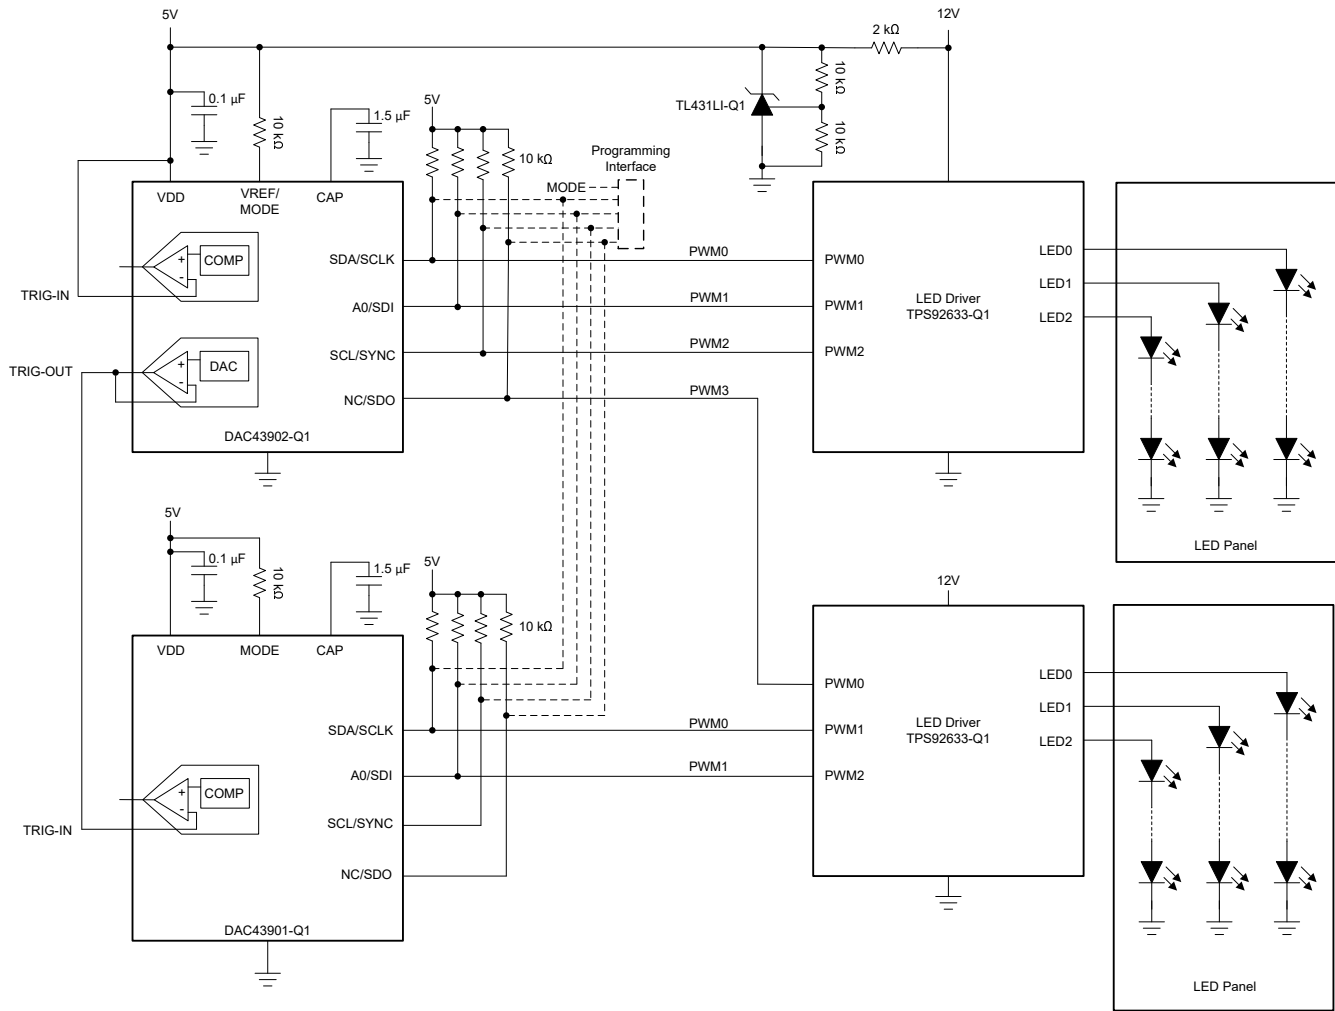 5V
12V
2 kΩ
0.1 µF
10 kΩ
1.5 µF
5V
10 kΩ
TL431LI-Q1
10 kΩ
10 kΩ
Programming
Interface
MODE
VDD
VREF/
MODE
CAP
COMP
+
-
TRIG-IN
DAC
+
-
TRIG-OUT
SDA/SCLK
A0/SDI
SCL/SYNC
NC/SDO
DAC43902-Q1
PWM0
PWM1
PWM2
PWM3
PWM0
PWM1
PWM2
LED Driver
TPS92633-Q1
LED0
LED1
LED2
LED Panel
5V
0.1 µF
10 kΩ
1.5 µF
5V
10 kΩ
12V
VDD
MODE
CAP
COMP
+
-
TRIG-IN
SDA/SCLK
A0/SDI
SCL/SYNC
NC/SDO
DAC43901-Q1
PWM0
PWM1
PWM0
PWM1
PWM2
LED Driver
TPS92633-Q1
LED0
LED1
LED2
LED Panel